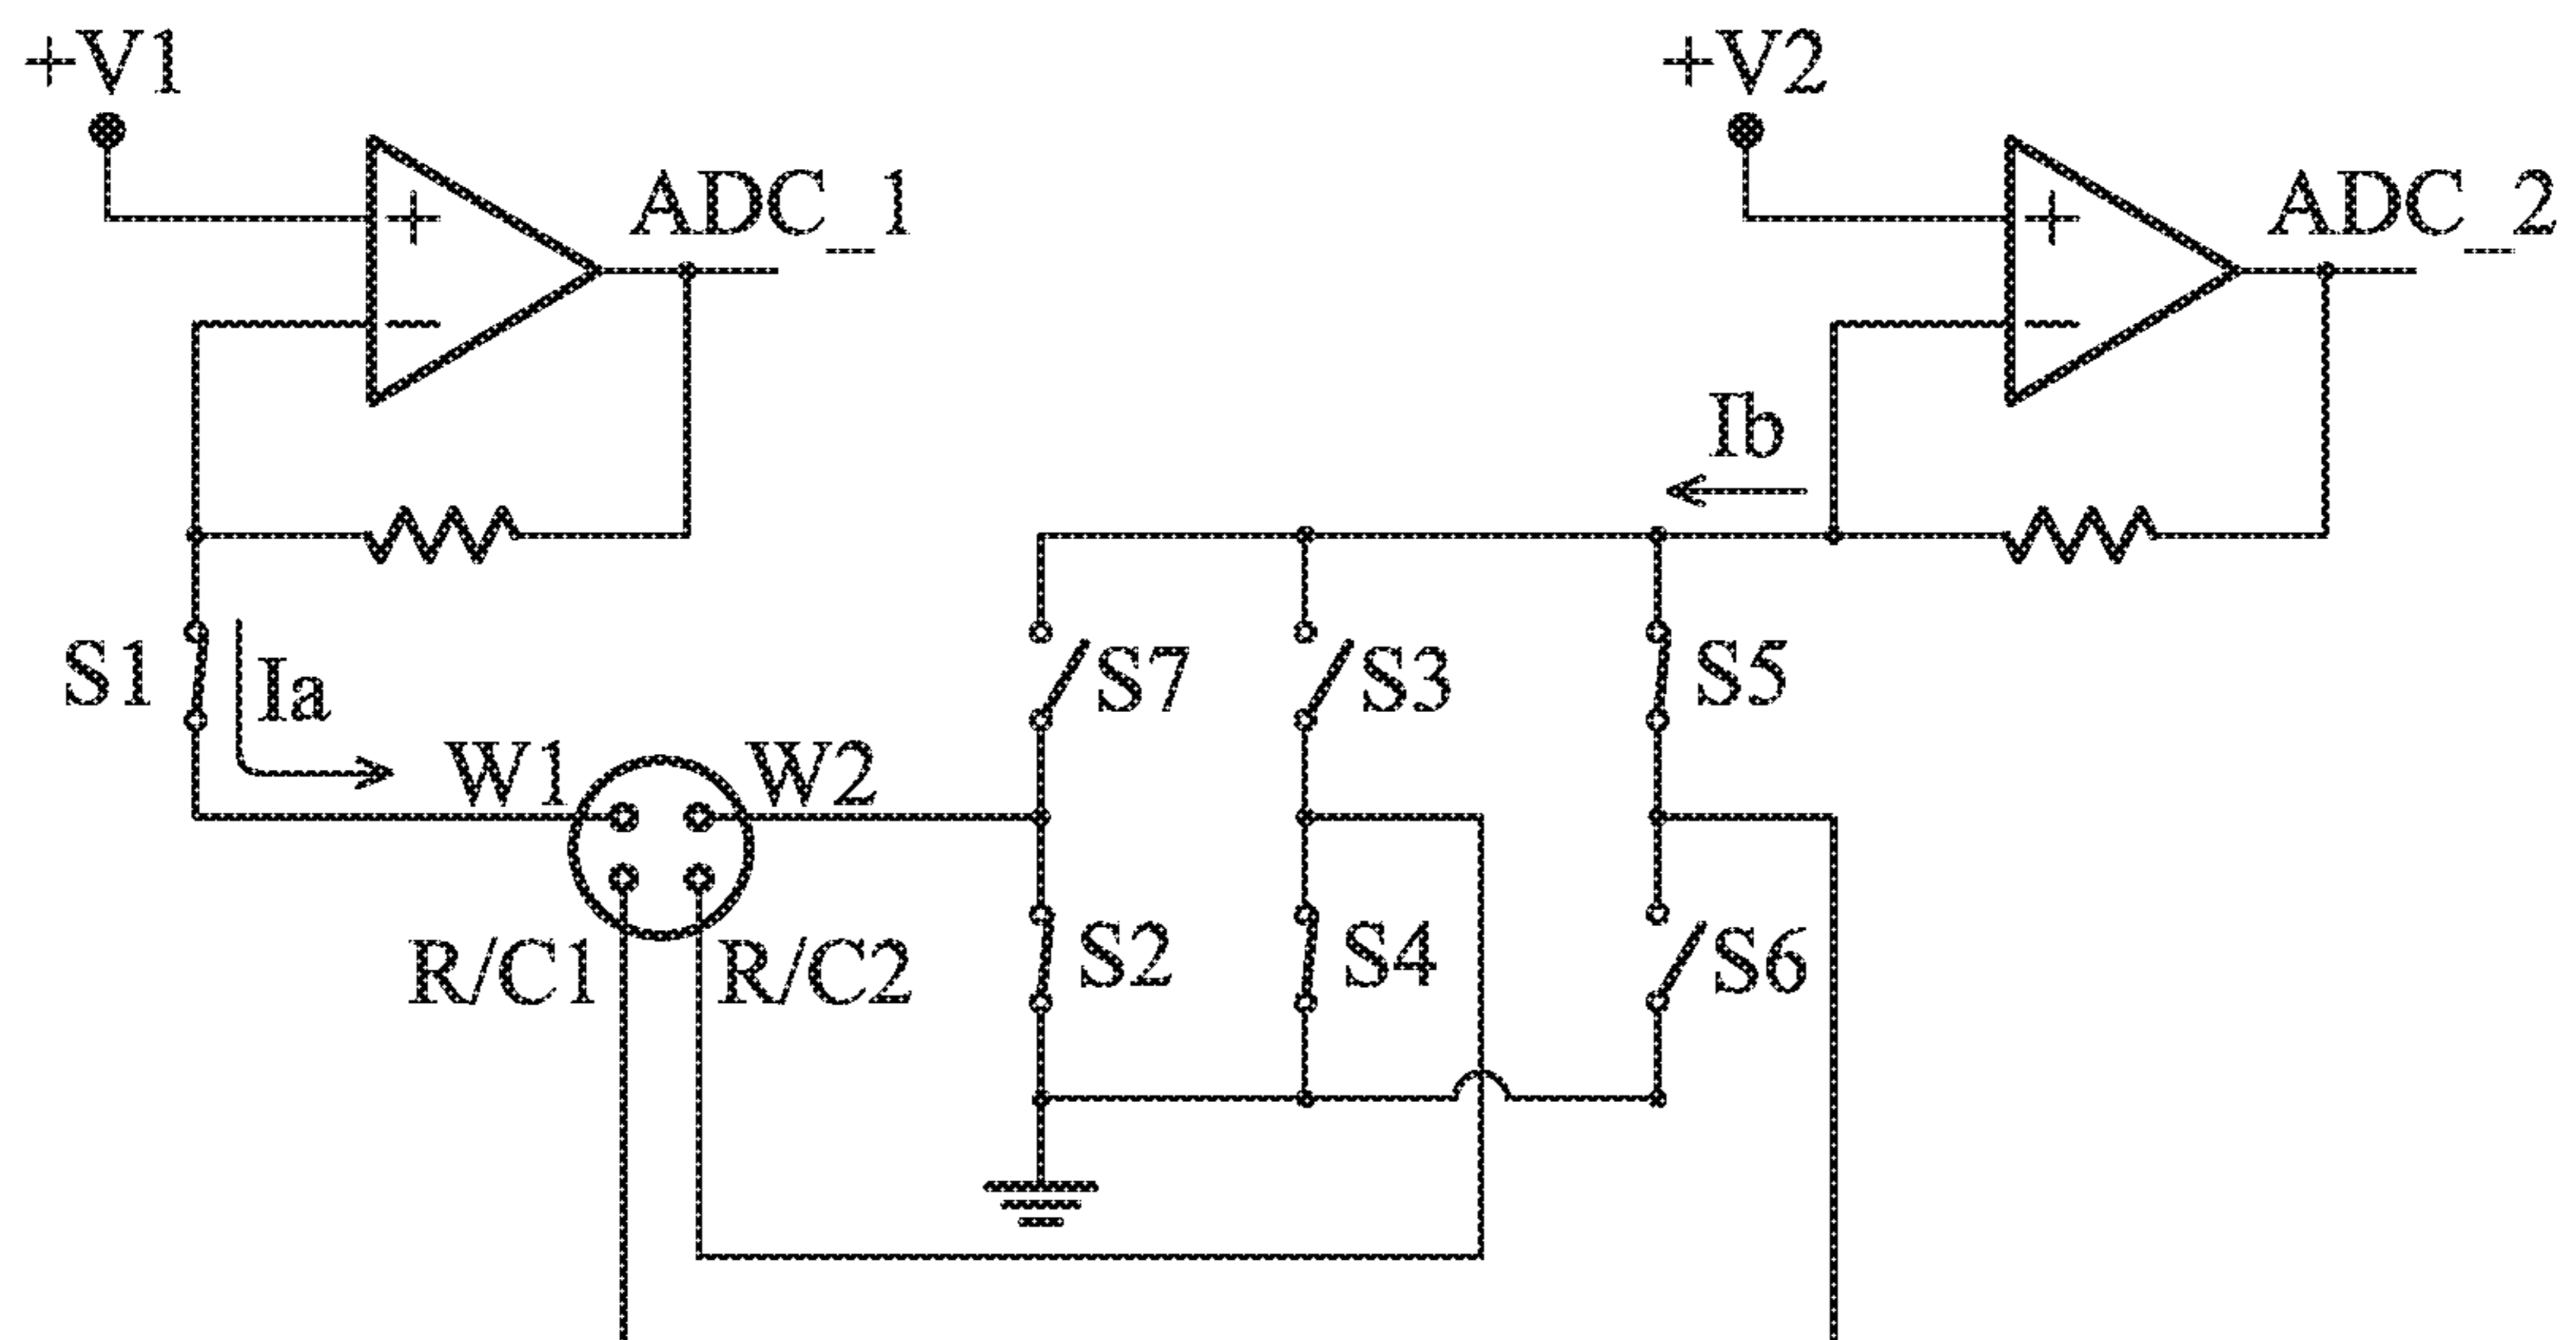 +V1
+V2
ADC_1
ADC_2
+
+
−
−
Ib
S1
Ia
S7
S3
S5
W1
W2
R/C1
R/C2
S2
S4
S6